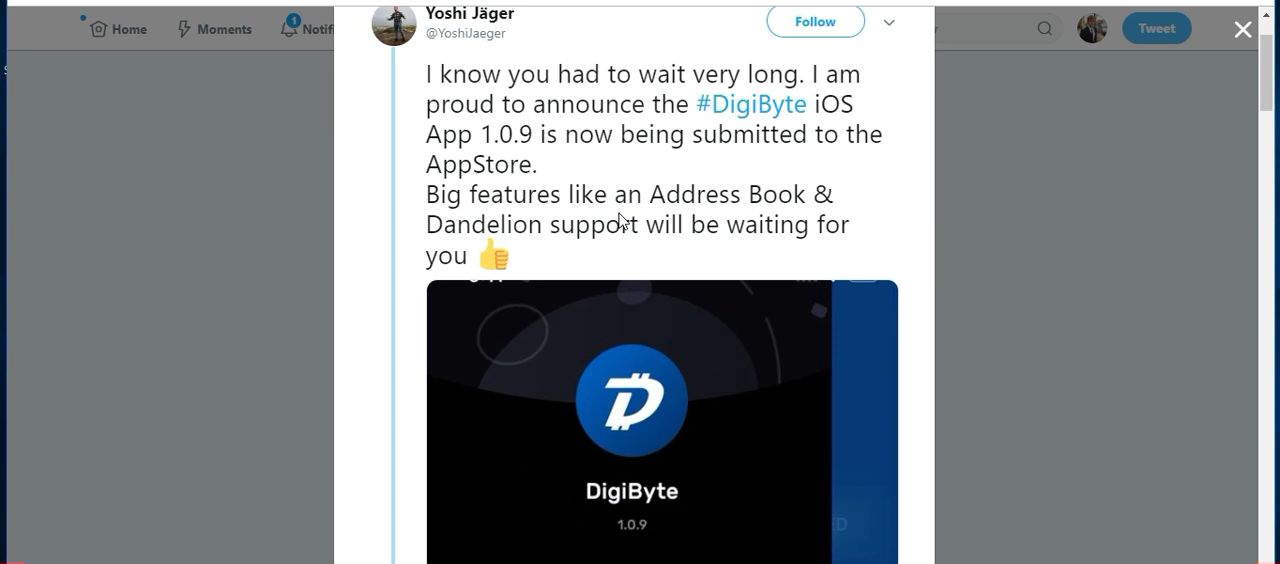 Yoshi Jäger
Follow
@YoshiJaeger
Home
Moments
1
Notifi
Tweet
I know you had to wait very long. I am
proud to announce the #DigiByte iOS
App 1.0.9 is now being submitted to the
AppStore.
Big features like an Address Book &
Dandelion support will be waiting for
you
DigiByte
1.0.9